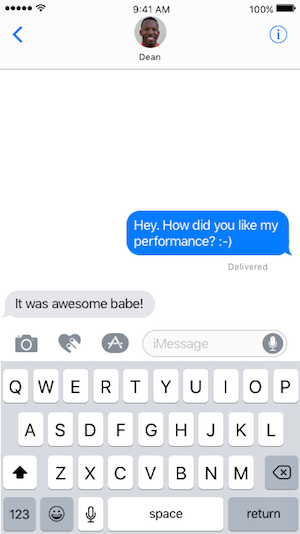 9:41 AM
100%
Dean
Hey. How did you like my
performance? :-)
Delivered
It was awesome babe!
iMessage
Q W E R T Y U I O P
A S D F G H J K L
Z X C V B N M
123 space return